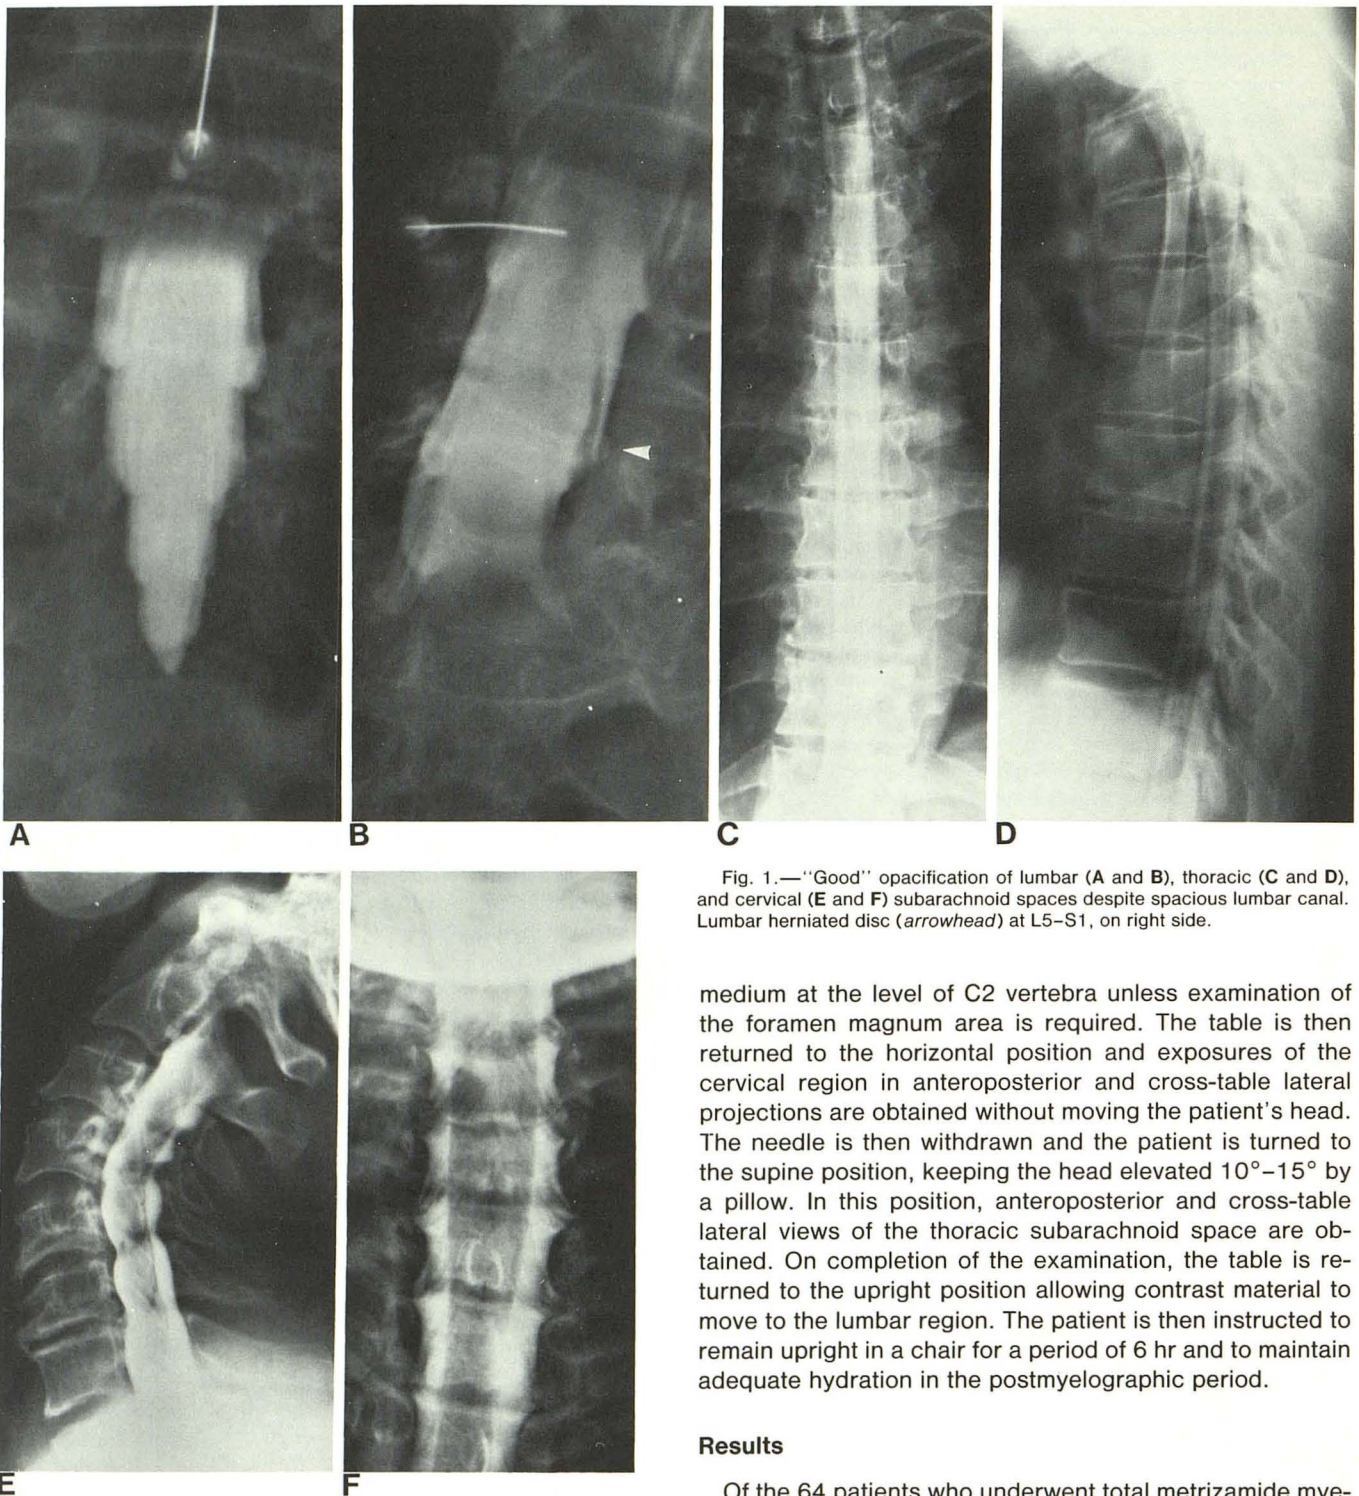 A
B
C
D
Fig. 1.—"Good" opacification of lumbar (A and B), thoracic (C and D),
and cervical (E and F) subarachnoid spaces despite spacious lumbar canal.
Lumbar herniated disc (arrowhead) at L5–S1, on right side.
E
F
medium at the level of C2 vertebra unless examination of
the foramen magnum area is required. The table is then
returned to the horizontal position and exposures of the
cervical region in anteroposterior and cross-table lateral
projections are obtained without moving the patient's head.
The needle is then withdrawn and the patient is turned to
the supine position, keeping the head elevated 10°–15° by
a pillow. In this position, anteroposterior and cross-table
lateral views of the thoracic subarachnoid space are ob-
tained. On completion of the examination, the table is re-
turned to the upright position allowing contrast material to
move to the lumbar region. The patient is then instructed to
remain upright in a chair for a period of 6 hr and to maintain
adequate hydration in the postmyelographic period.
Results
Of the 64 patients who underwent total metrizamide mye-